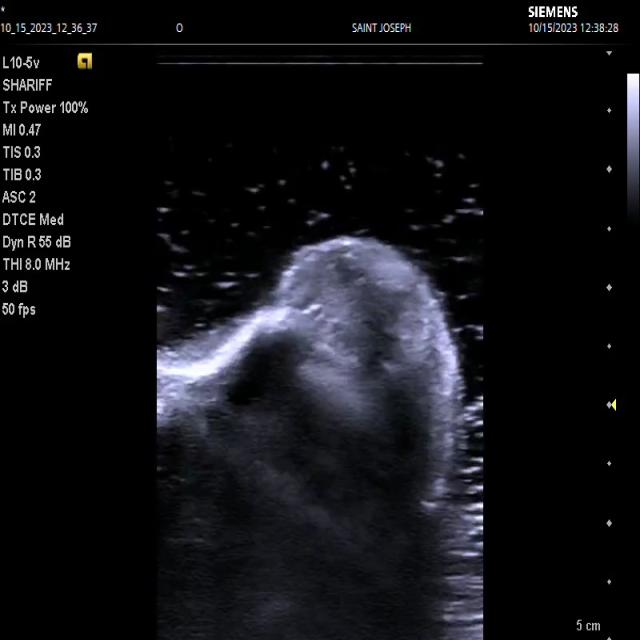 *
SIEMENS
10_15_2023_12_36_37 O SAINT JOSEPH 10/15/2023 12:38:28
L10-5v
SHARIFF
Tx Power 100%
MI 0.47
TIS 0.3
TIB 0.3
ASC 2
DTCE Med
Dyn R 55 dB
THI 8.0 MHz
3 dB
50 fps
5 cm